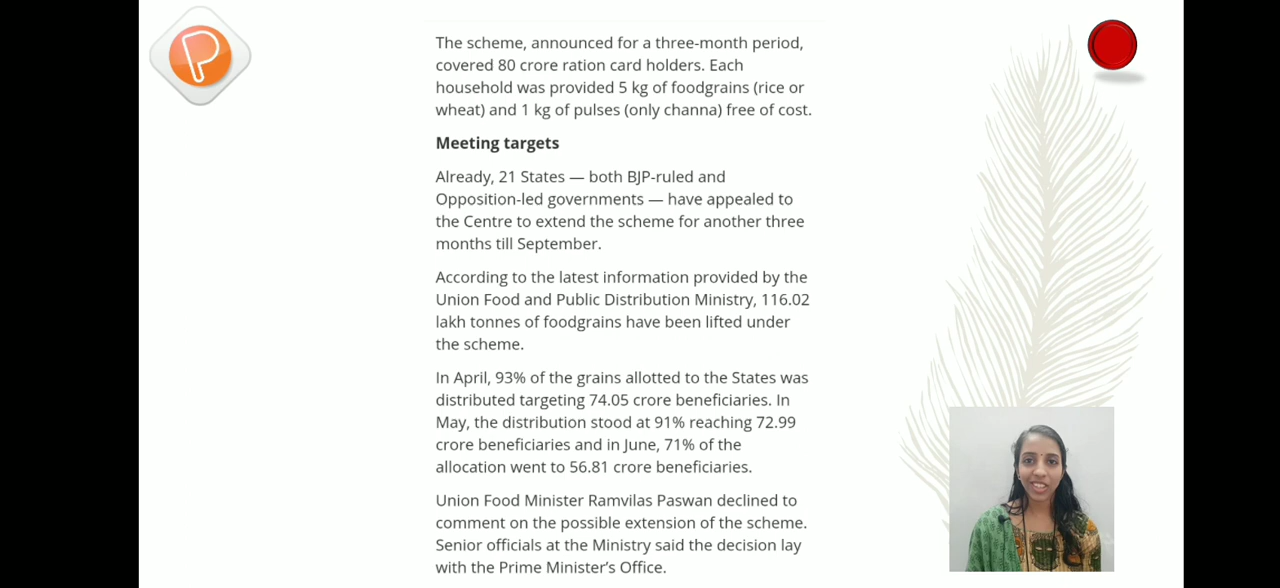 The scheme, announced for a three-month period,
covered 80 crore ration card holders. Each
household was provided 5 kg of foodgrains (rice or
wheat) and 1 kg of pulses (only channa) free of cost.
Meeting targets
Already, 21 States — both BJP-ruled and
Opposition-led governments — have appealed to
the Centre to extend the scheme for another three
months till September.
According to the latest information provided by the
Union Food and Public Distribution Ministry, 116.02
lakh tonnes of foodgrains have been lifted under
the scheme.
In April, 93% of the grains allotted to the States was
distributed targeting 74.05 crore beneficiaries. In
May, the distribution stood at 91% reaching 72.99
crore beneficiaries and in June, 71% of the
allocation went to 56.81 crore beneficiaries.
Union Food Minister Ramvilas Paswan declined to
comment on the possible extension of the scheme.
Senior officials at the Ministry said the decision lay
with the Prime Minister’s Office.